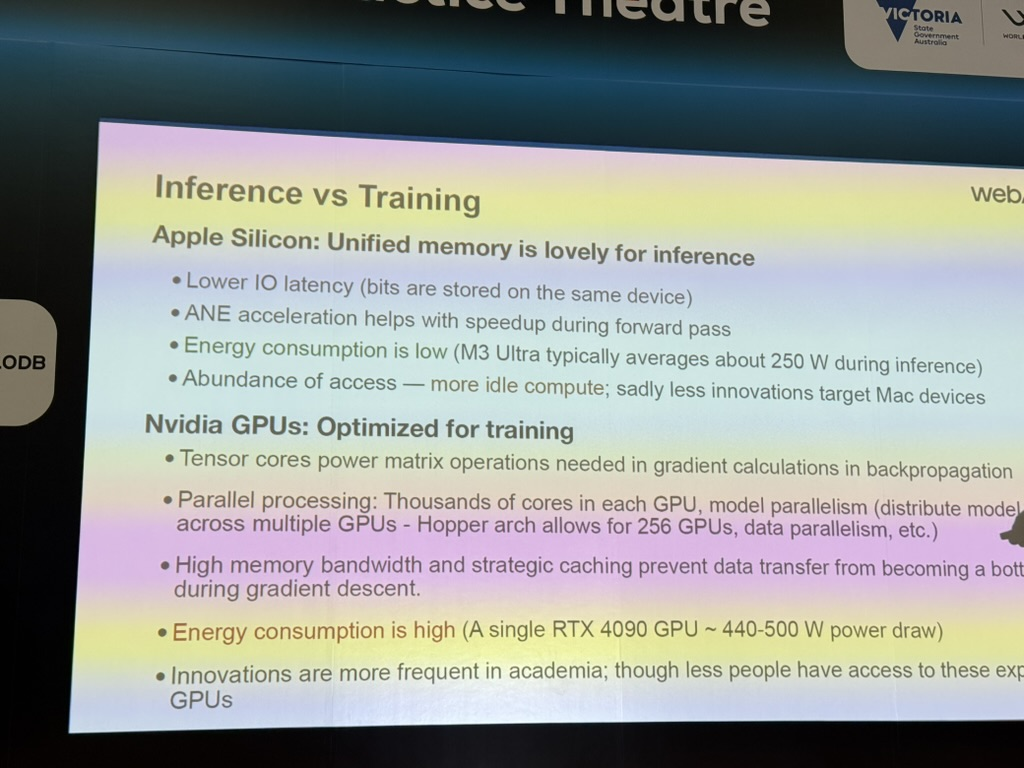 Theatre
VICTORIA
State
Government
Australia
Inference vs Training
Apple Silicon: Unified memory is lovely for inference
• Lower IO latency (bits are stored on the same device)
• ANE acceleration helps with speedup during forward pass
• Energy consumption is low (M3 Ultra typically averages about 250 W during inference)
• Abundance of access — more idle compute; sadly less innovations target Mac devices
Nvidia GPUs: Optimized for training
• Tensor cores power matrix operations needed in gradient calculations in backpropagation
• Parallel processing: Thousands of cores in each GPU, model parallelism (distribute model
across multiple GPUs - Hopper arch allows for 256 GPUs, data parallelism, etc.)
• High memory bandwidth and strategic caching prevent data transfer from becoming a bott
during gradient descent.
• Energy consumption is high (A single RTX 4090 GPU ~ 440-500 W power draw)
• Innovations are more frequent in academia; though less people have access to these exp
GPUs
web
ODB